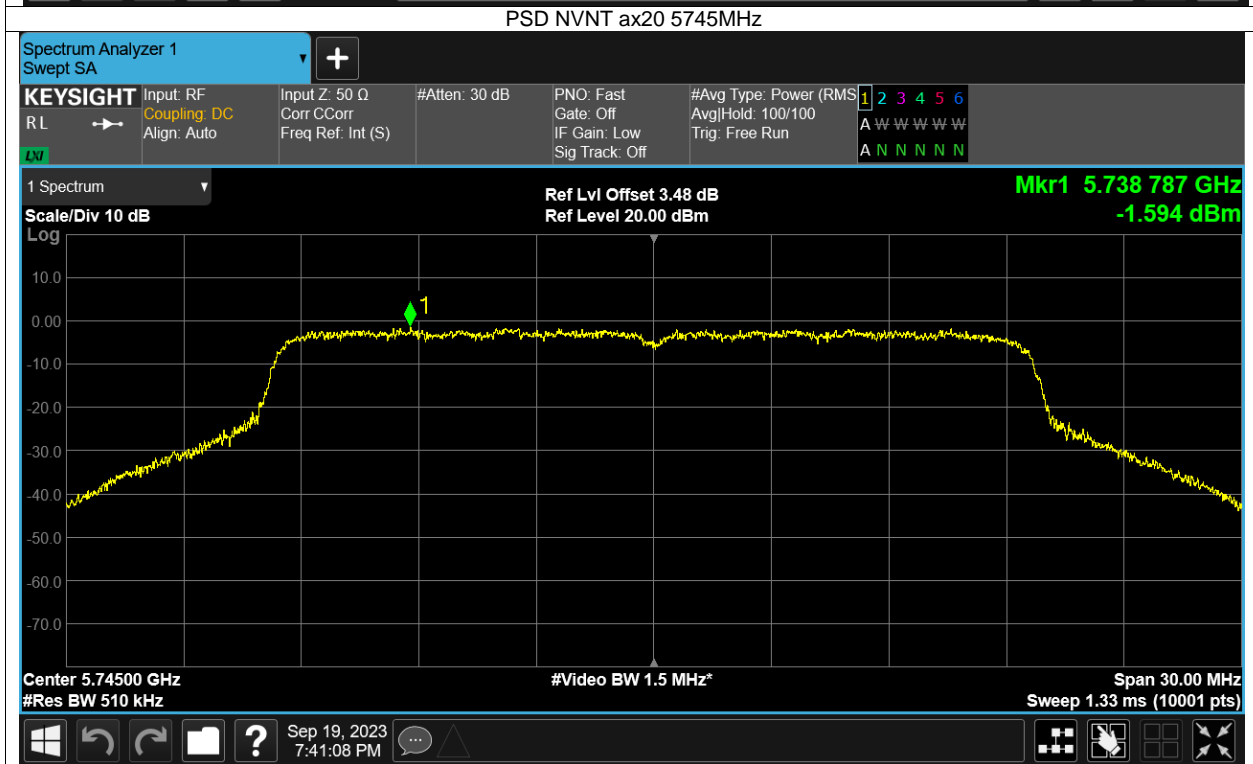 PSD NVNT ax20 5745MHz
Spectrum Analyzer 1
Swept SA
KEYSIGHT
R L
LXI
Input: RF
Coupling: DC
Align: Auto
Input Z: 50 Ω
Corr CCorr
Freq Ref: Int (S)
#Atten: 30 dB
PNO: Fast
Gate: Off
IF Gain: Low
Sig Track: Off
#Avg Type: Power (RMS
Avg|Hold: 100/100
Trig: Free Run
1 2 3 4 5 6
A W W W W W
A N N N N N
1 Spectrum
Scale/Div 10 dB
Log
Ref Lvl Offset 3.48 dB
Ref Level 20.00 dBm
Mkr1 5.738 787 GHz
-1.594 dBm
1
10.0
0.00
-10.0
-20.0
-30.0
-40.0
-50.0
-60.0
-70.0
Center 5.74500 GHz
#Res BW 510 kHz
#Video BW 1.5 MHz*
Span 30.00 MHz
Sweep 1.33 ms (10001 pts)
?
Sep 19, 2023
7:41:08 PM